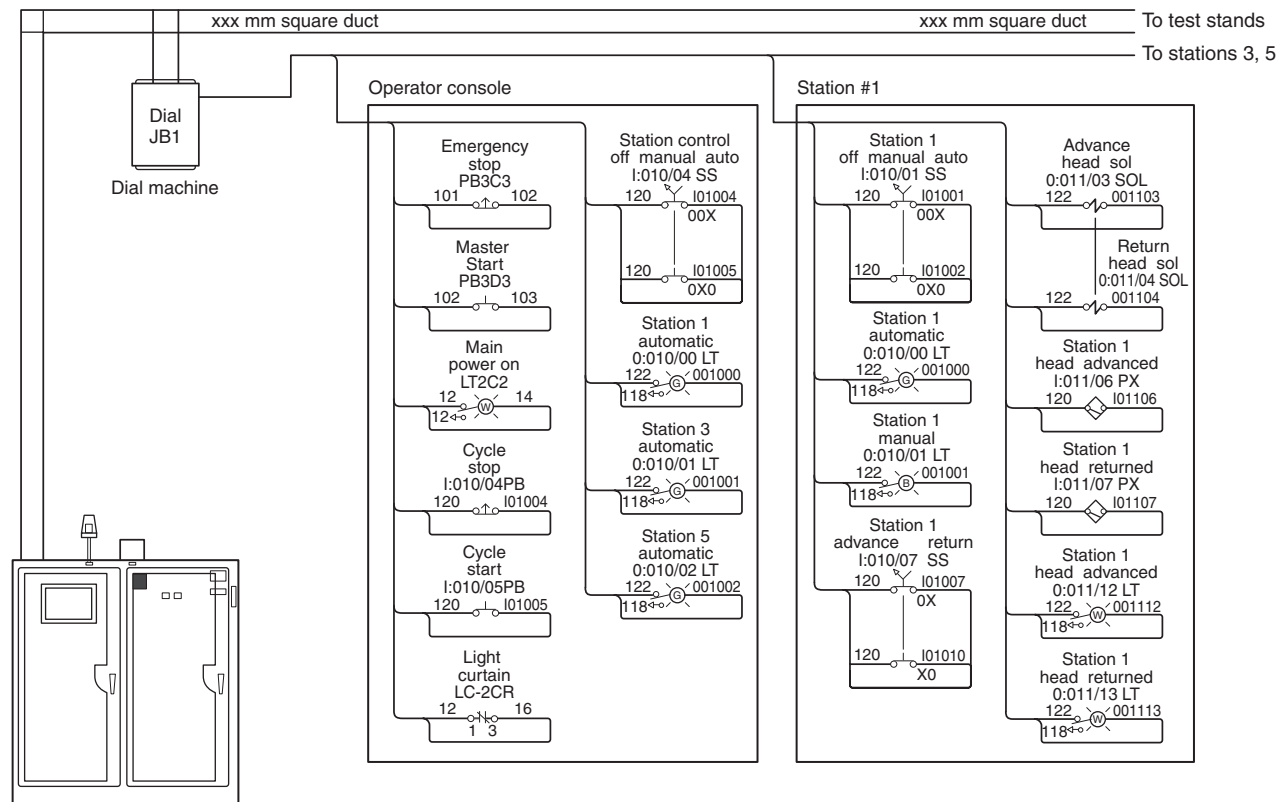 xxx mm square duct
xxx mm square duct
To test stands
To stations 3, 5
Dial
JB1
Dial machine
Operator console
Emergency
stop
PB3C3
101 102
Master
Start
PB3D3
102 103
Main
power on
LT2C2
12 14
W
12
Cycle
stop
I:010/04PB
120 I01004
Cycle
start
I:010/05PB
120 I01005
Light
curtain
LC-2CR
12 16
1 3
Station control
off manual auto
I:010/04 SS
120 I01004
00X
120 I01005
0X0
Station 1
automatic
0:010/00 LT
122 001000
G
118
Station 3
automatic
0:010/01 LT
122 001001
G
118
Station 5
automatic
0:010/02 LT
122 001002
G
118
Station #1
Station 1
off manual auto
I:010/01 SS
120 I01001
00X
120 I01002
0X0
Station 1
automatic
0:010/00 LT
122 001000
G
118
Station 1
manual
0:010/01 LT
122 001001
B
118
Station 1
advance return
I:010/07 SS
120 I01007
0X
120 I01010
X0
Advance
head sol
0:011/03 SOL
122 001103
Return
head sol
0:011/04 SOL
122 001104
Station 1
head advanced
I:011/06 PX
120 I01106
Station 1
head returned
I:011/07 PX
120 I01107
Station 1
head advanced
0:011/12 LT
122 001112
W
118
Station 1
head returned
0:011/13 LT
122 001113
W
118